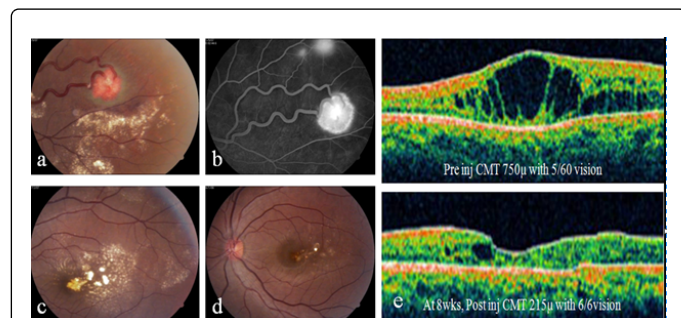 a
b
Pre inj CMT 750µ with 5/60 vision
c
d
e
At 8wks, Post inj CMT 215µ with 6/6vision